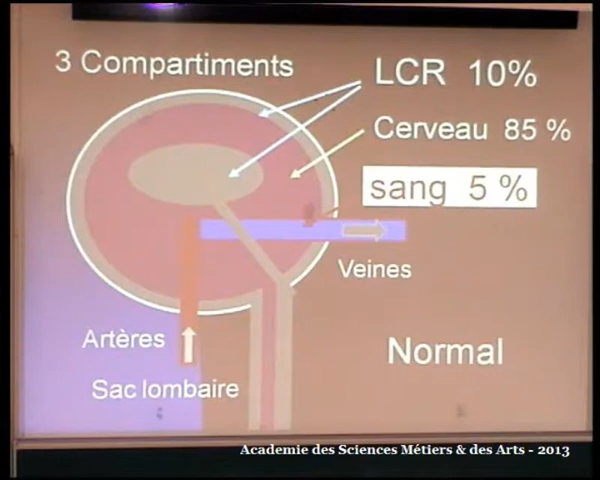 3 Compartiments
LCR 10%
Cerveau 85 %
sang 5 %
Veines
Artères
Normal
Sac lombaire
Academie des Sciences Métiers & des Arts - 2013